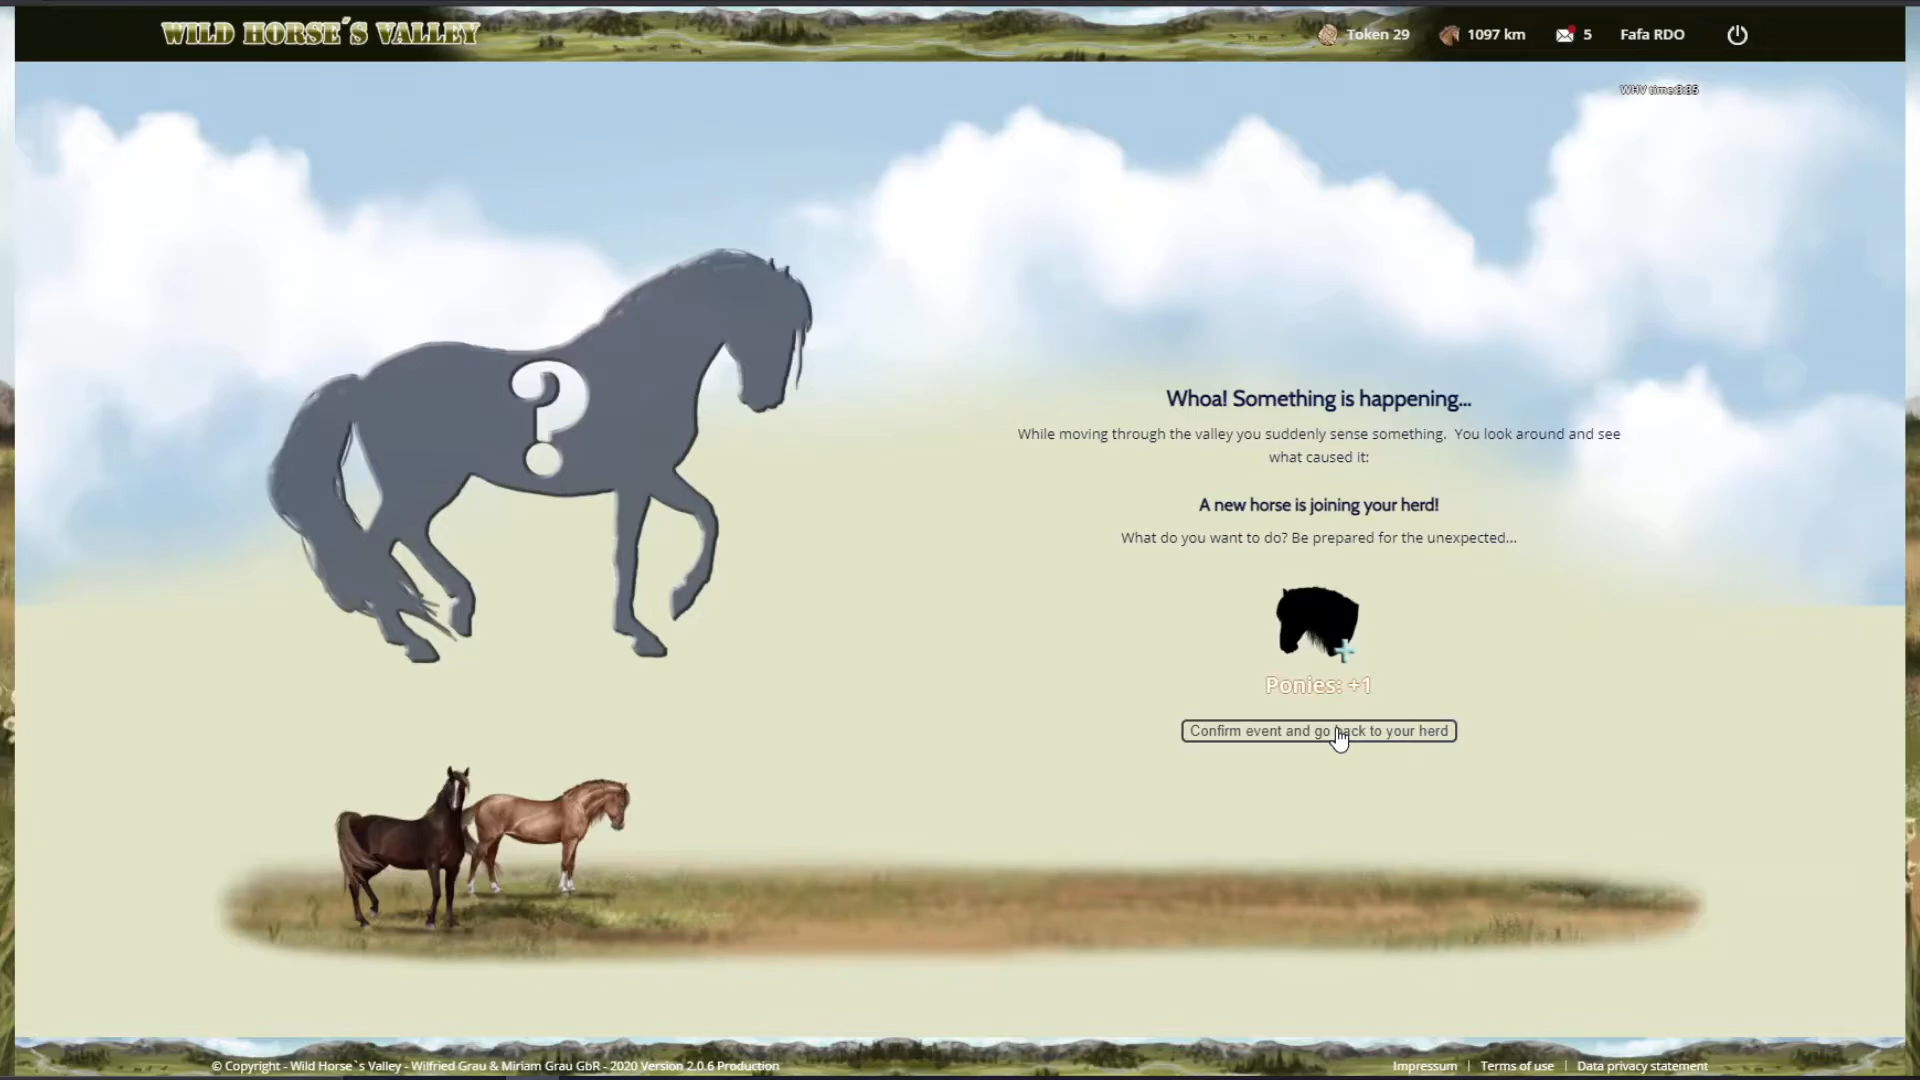 WILD HORSE´S VALLEY
Token 29
1097 km
5
Fafa RDO
WHV time:8:35
?
Whoa! Something is happening...
While moving through the valley you suddenly sense something. You look around and see
what caused it:
A new horse is joining your herd!
What do you want to do? Be prepared for the unexpected...
Ponies: +1
Confirm event and go back to your herd
© Copyright - Wild Horse`s Valley - Wilfried Grau & Miriam Grau GbR - 2020 Version 2.0.6 Production
Impressum | Terms of use | Data privacy statement